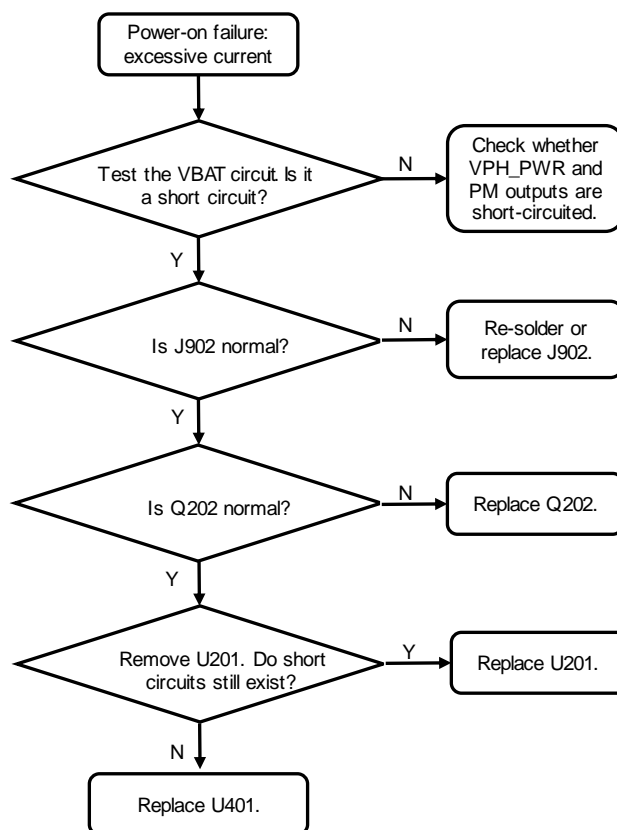 Power-on failure:
excessive current
Test the VBAT circuit. Is it
a short circuit?
N
Check whether
VPH_PWR and
PM outputs are
short-circuited.
Y
Is J902 normal?
N
Re-solder or
replace J902.
Y
Is Q202 normal?
N
Replace Q202.
Y
Remove U201. Do short
circuits still exist?
Y
Replace U201.
N
Replace U401.